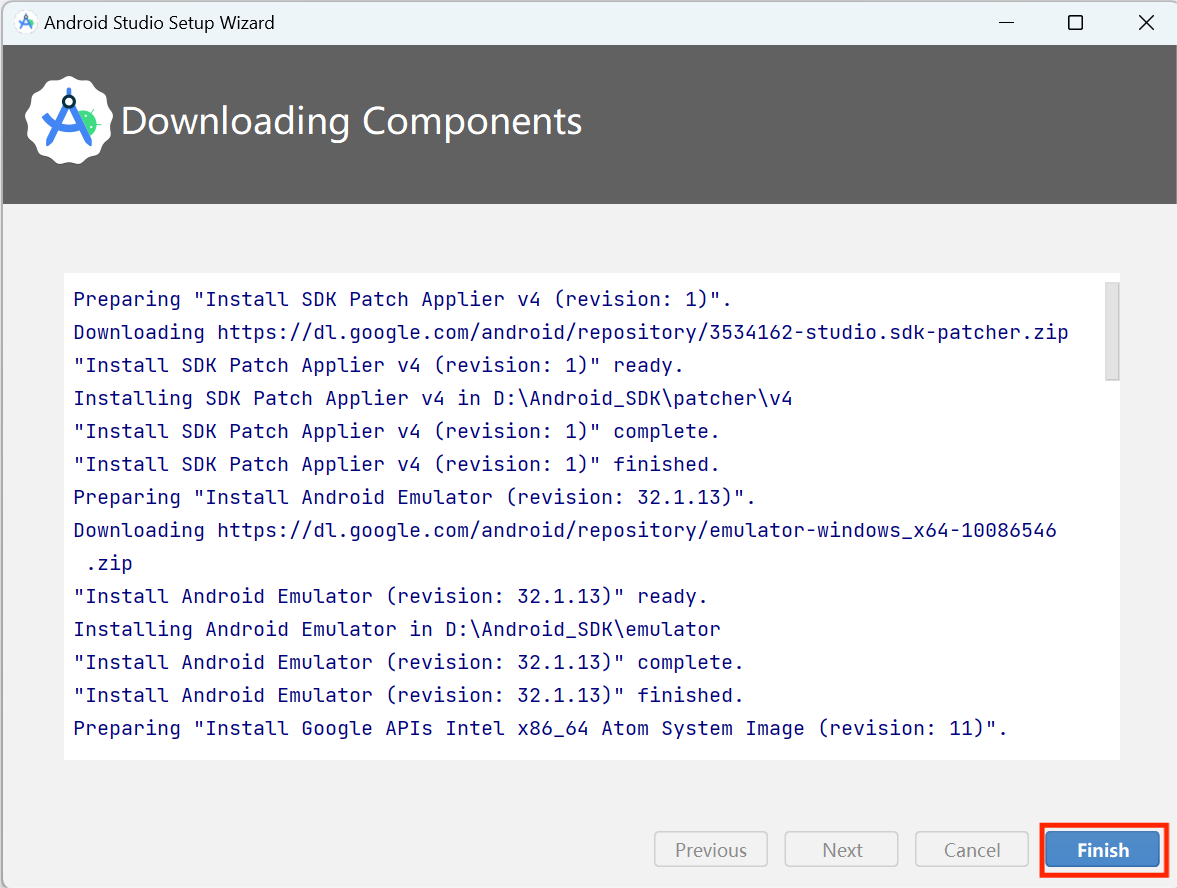 Android Studio Setup Wizard
Downloading Components
Preparing "Install SDK Patch Applier v4 (revision: 1)".
Downloading https://dl.google.com/android/repository/3534162-studio.sdk-patcher.zip
"Install SDK Patch Applier v4 (revision: 1)" ready.
Installing SDK Patch Applier v4 in D:\Android_SDK\patcher\v4
"Install SDK Patch Applier v4 (revision: 1)" complete.
"Install SDK Patch Applier v4 (revision: 1)" finished.
Preparing "Install Android Emulator (revision: 32.1.13)".
Downloading https://dl.google.com/android/repository/emulator-windows_x64-10086546
.zip
"Install Android Emulator (revision: 32.1.13)" ready.
Installing Android Emulator in D:\Android_SDK\emulator
"Install Android Emulator (revision: 32.1.13)" complete.
"Install Android Emulator (revision: 32.1.13)" finished.
Preparing "Install Google APIs Intel x86_64 Atom System Image (revision: 11)".
Previous Next Cancel Finish